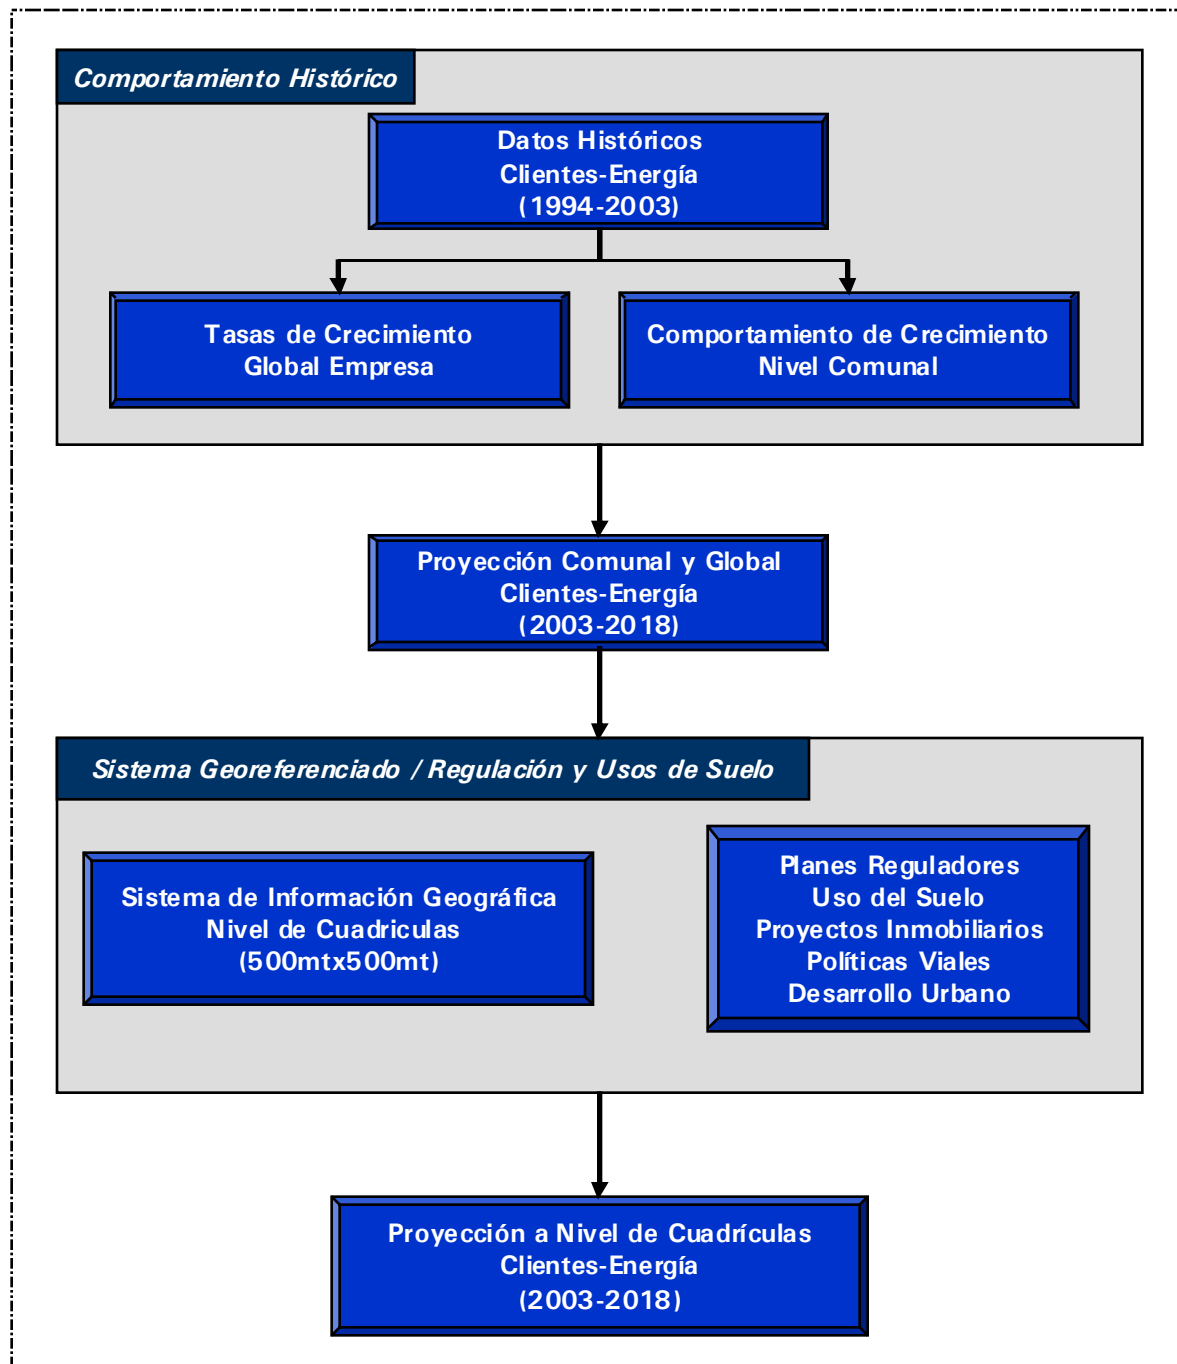 Comportamiento Histórico
Datos Históricos
Clientes-Energía
(1994-2003)
Tasas de Crecimiento
Global Empresa
Comportamiento de Crecimiento
Nivel Comunal
Proyección Comunal y Global
Clientes-Energía
(2003-2018)
Sistema Georeferenciado / Regulación y Usos de Suelo
Sistema de Información Geográfica
Nivel de Cuadriculas
(500mtx500mt)
Planes Reguladores
Uso del Suelo
Proyectos Inmobiliarios
Políticas Viales
Desarrollo Urbano
Proyección a Nivel de Cuadrículas
Clientes-Energía
(2003-2018)